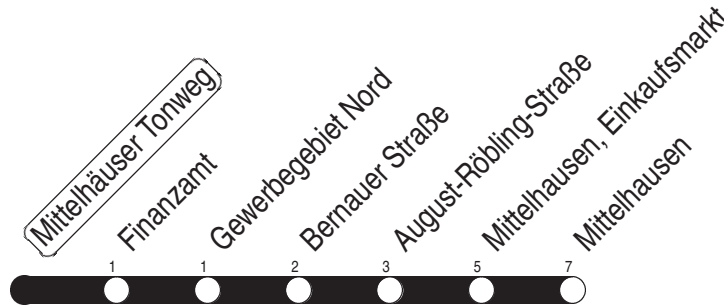 Mittelhäuser Tonweg
Finanzamt
Gewerbegebiet Nord
Bernauer Straße
August-Röbling-Straße
Mittelhausen, Einkaufsmarkt
Mittelhausen
1 1 2 3 5 7